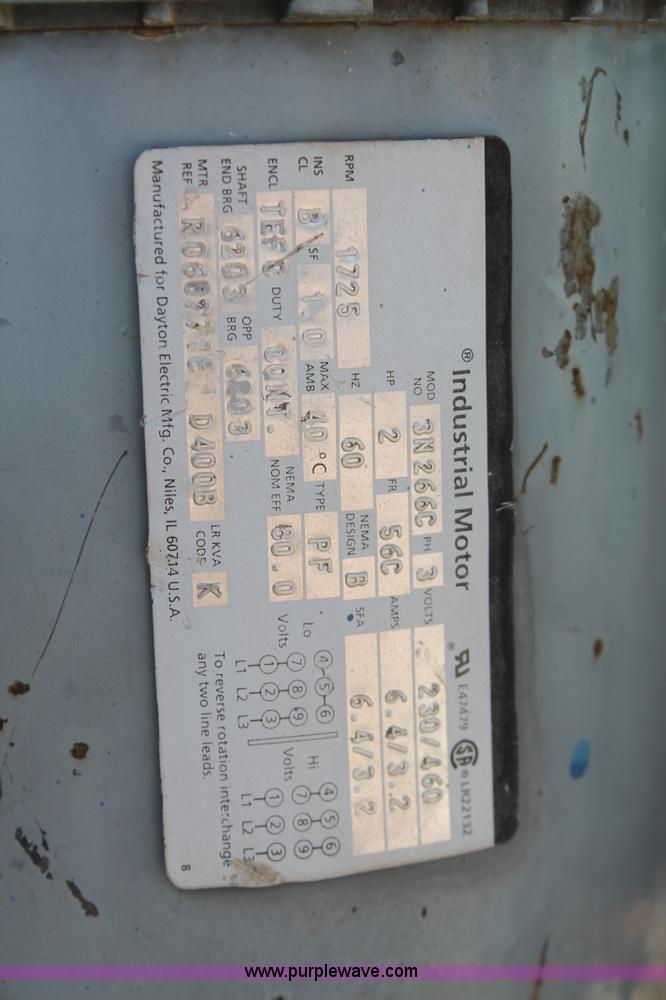 ® Industrial Motor
® E47479 ® LR22132
MOD NO 3N266C PH 3 VOLTS 230/460
HP 2 FR 56C AMPS 6.4/3.2
RPM 1725 HZ 60 NEMA DESIGN B SFA 6.4/3.2
INS CL B SF 1.0 MAX AMB 40 °C TYPE PF
ENCL TEFC DUTY CONT. NEMA NOM EFF 80.0
SHAFT END BRG 6203 OPP BRG 6203
MTR REF D400B LR KVA CODE K
Manufactured for Dayton Electric Mfg. Co., Niles, IL 60714 U.S.A.
Lo Volts
4 5 6
7 8 9
1 2 3
L1 L2 L3
Hi Volts
4 5 6
7 8 9
1 2 3
L1 L2 L3
To reverse rotation interchange
any two line leads.
8
www.purplewave.com